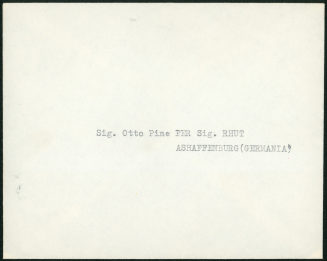 Sig. Otto Pine PER Sig. RHUT
ASHAFFENBURG(GERMANIA)